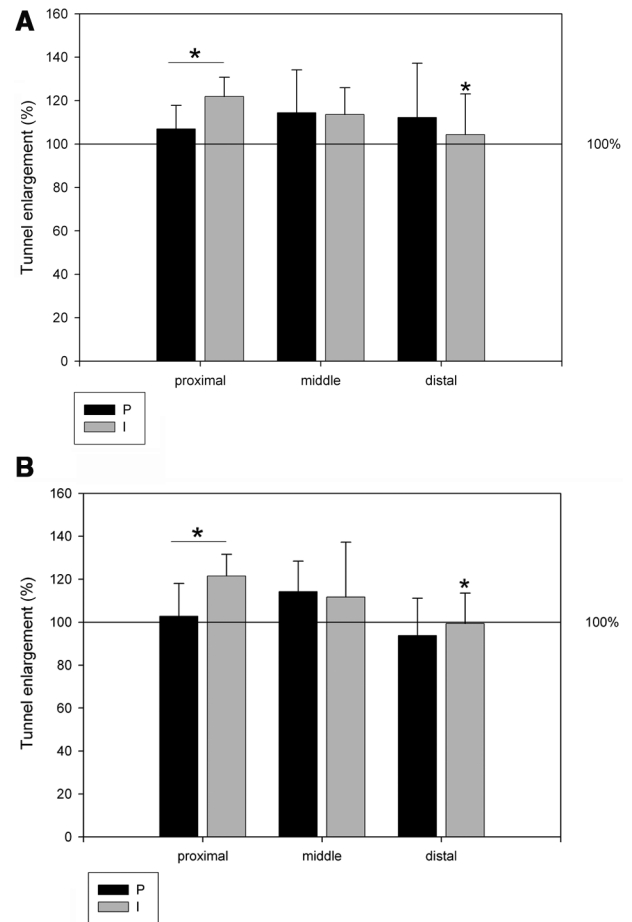 A
160
*
*
140
120
100
100%
80
60
40
20
0
Tunnel enlargement (%)
proximal middle distal
P
I
B
160
*
*
140
120
100
100%
80
60
40
20
0
Tunnel enlargement (%)
proximal middle distal
P
I